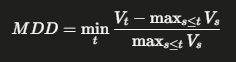 MDD = min_t (V_t − max_{s≤t} V_s) / (max_{s≤t} V_s)